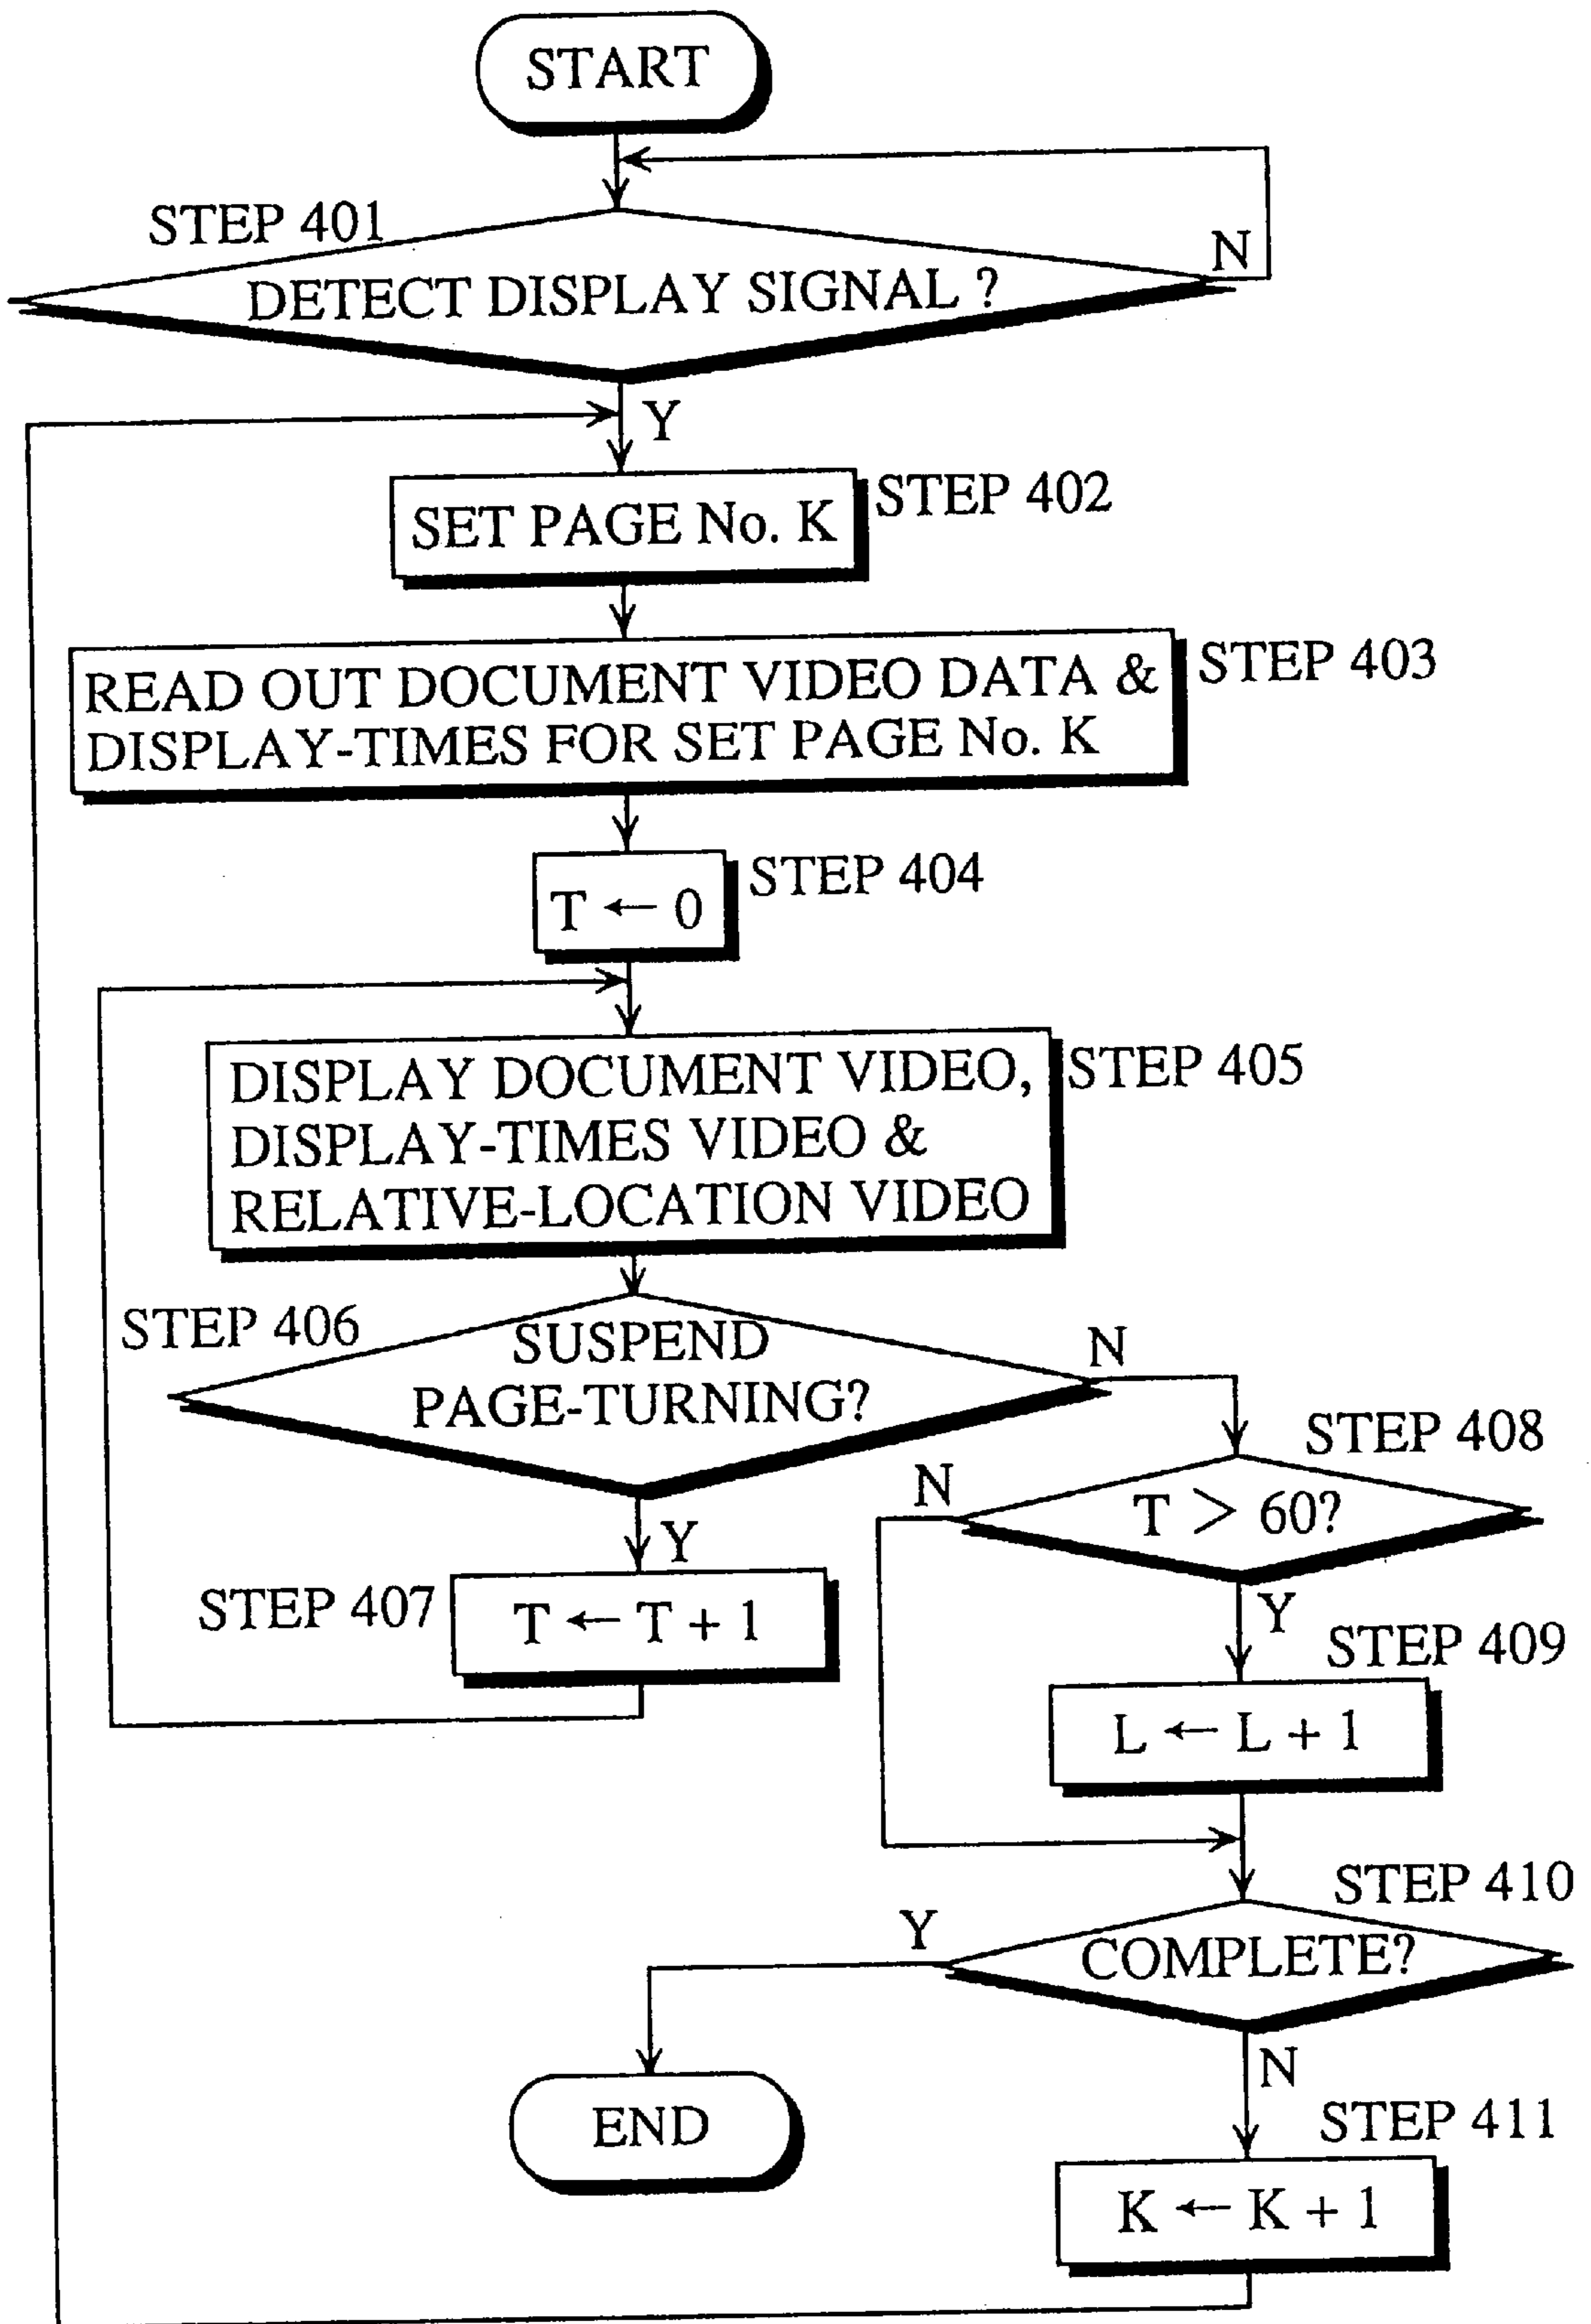 START
STEP 401
N
DETECT DISPLAY SIGNAL ?
Y
STEP 402
SET PAGE No. K
STEP 403
READ OUT DOCUMENT VIDEO DATA &
DISPLAY-TIMES FOR SET PAGE No. K
STEP 404
T ← 0
STEP 405
DISPLAY DOCUMENT VIDEO,
DISPLAY-TIMES VIDEO &
RELATIVE-LOCATION VIDEO
STEP 406
SUSPEND
PAGE-TURNING?
N
STEP 408
N
T > 60?
Y
STEP 407
T ← T + 1
Y
STEP 409
L ← L + 1
STEP 410
Y
COMPLETE?
N
END
STEP 411
K ← K + 1